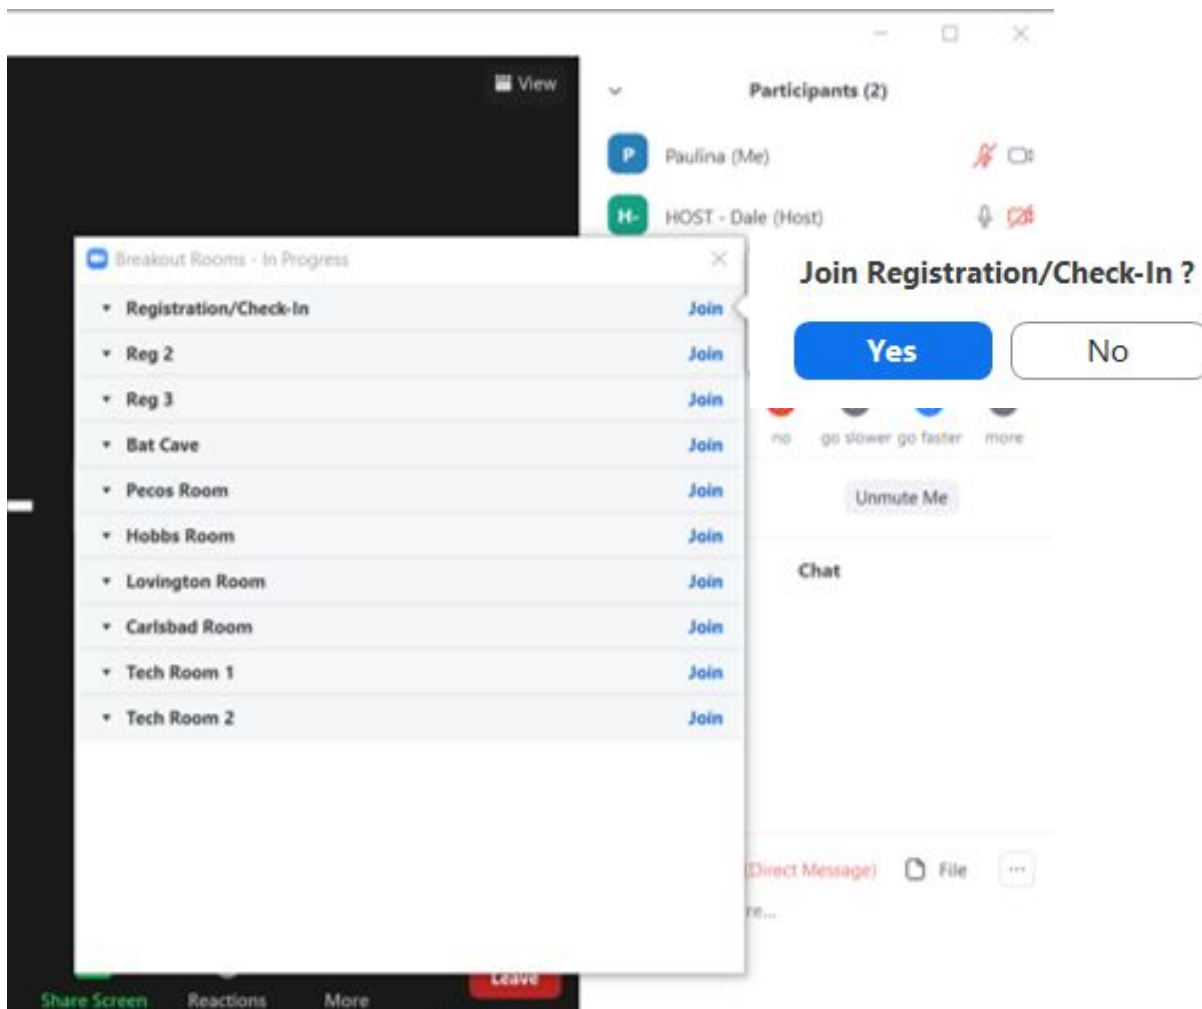 View
Participants (2)
P Paulina (Me)
H- HOST - Dale (Host)
Breakout Rooms - In Progress
Registration/Check-In Join
Reg 2 Join
Reg 3 Join
Bat Cave Join
Pecos Room Join
Hobbs Room Join
Lovington Room Join
Carlsbad Room Join
Tech Room 1 Join
Tech Room 2 Join
Join Registration/Check-In ?
Yes No
no go slower go faster more
Unmute Me
Chat
(Direct Message) File ...
re...
Share Screen Reactions More Leave